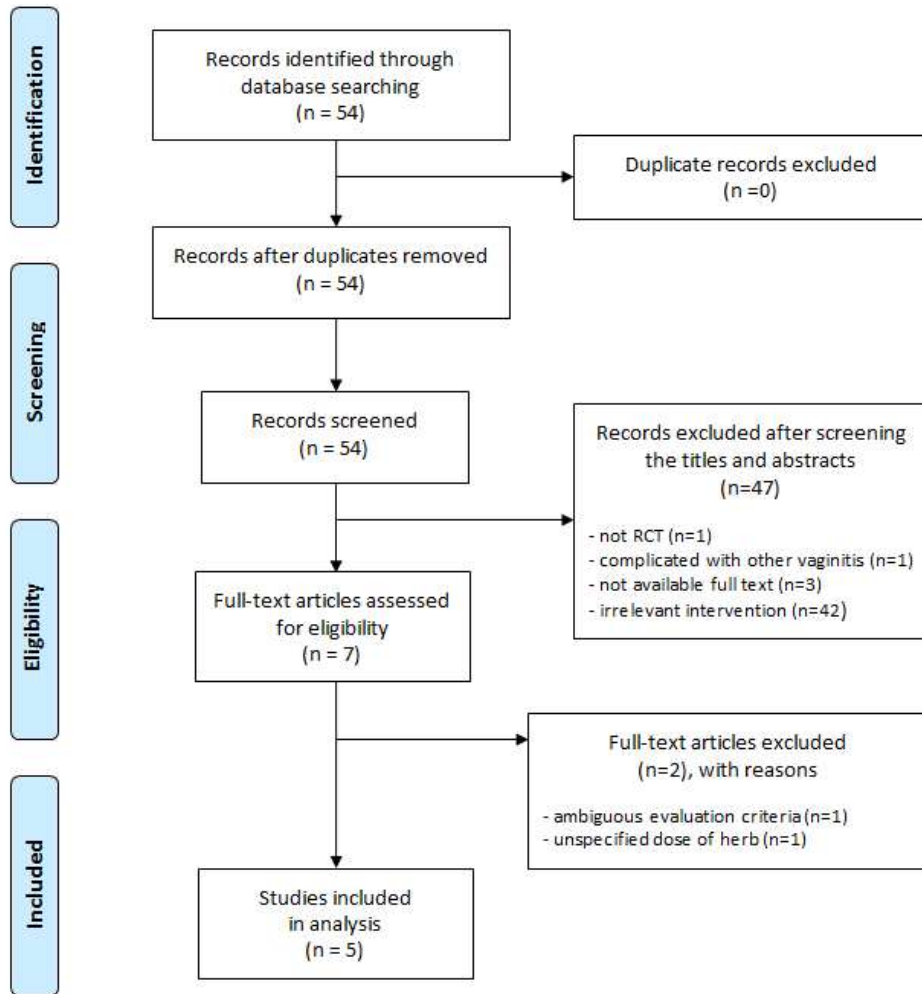 Identification
Records identified through
database searching
(n = 54)
Duplicate records excluded
(n =0)
Records after duplicates removed
(n = 54)
Screening
Records screened
(n = 54)
Records excluded after screening
the titles and abstracts
(n=47)
- not RCT (n=1)
- complicated with other vaginitis (n=1)
- not available full text (n=3)
- irrelevant intervention (n=42)
Eligibility
Full-text articles assessed
for eligibility
(n = 7)
Full-text articles excluded
(n=2), with reasons
- ambiguous evaluation criteria (n=1)
- unspecified dose of herb (n=1)
Included
Studies included
in analysis
(n = 5)